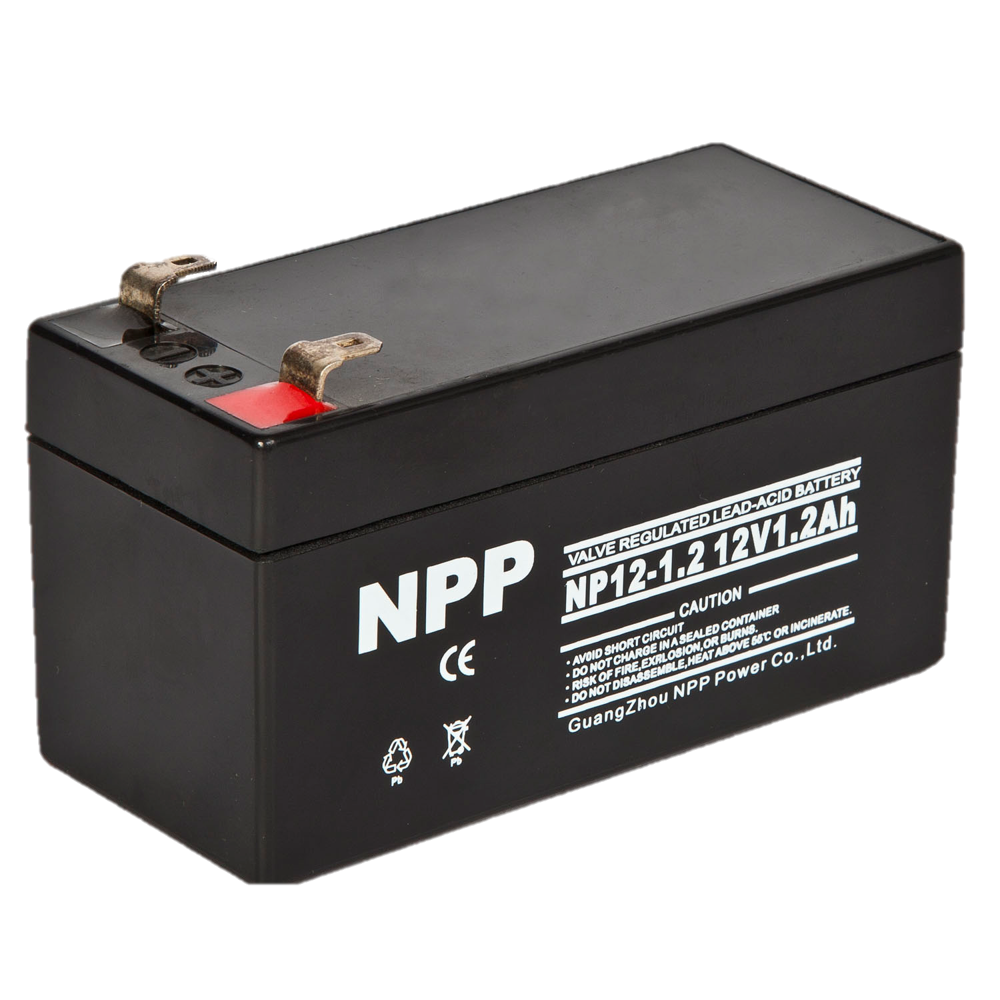 NPP
CE
Pb
Pb
VALVE REGULATED LEAD-ACID BATTERY
NP12-1.2 12V1.2Ah
CAUTION
• AVOID SHORT CIRCUIT
• DO NOT CHARGE IN A SEALED CONTAINER
• RISK OF FIRE,EXRLOSION,OR BURNS.
• DO NOT DISASSEMBLE,HEAT ABOVE 55℃ OR INCINERATE.
GuangZhou NPP Power Co.,Ltd.